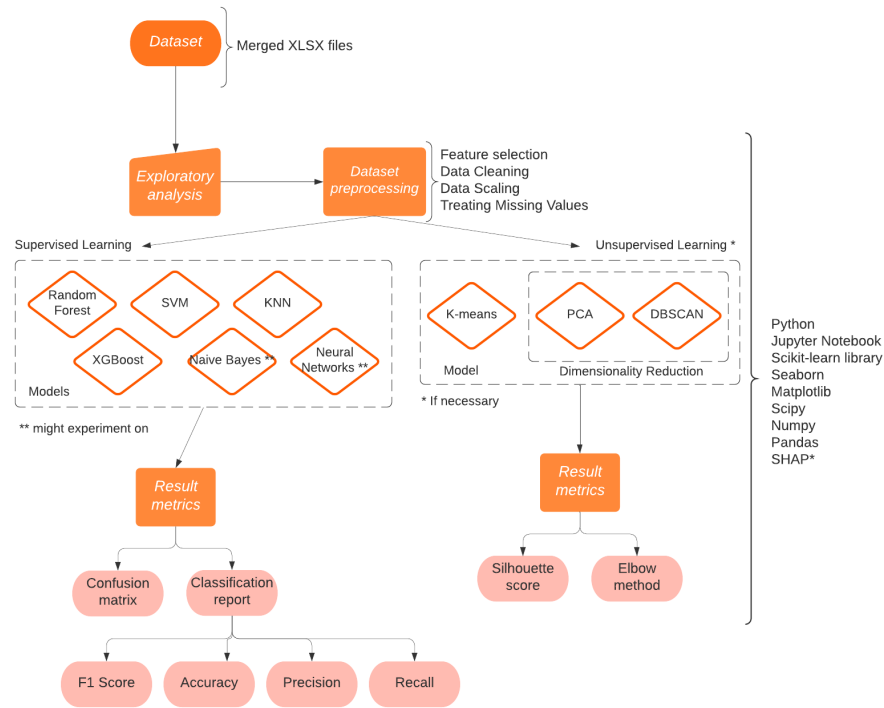 Dataset
Merged XLSX files
Exploratory
analysis
Dataset
preprocessing
Feature selection
Data Cleaning
Data Scaling
Treating Missing Values
Supervised Learning
Unsupervised Learning *
Random
Forest
SVM
KNN
XGBoost
Naive Bayes **
Neural
Networks **
Models
K-means
PCA
DBSCAN
Model
Dimensionality Reduction
** might experiment on
* If necessary
Python
Jupyter Notebook
Scikit-learn library
Seaborn
Matplotlib
Scipy
Numpy
Pandas
SHAP*
Result
metrics
Result
metrics
Confusion
matrix
Classification
report
Silhouette
score
Elbow
method
F1 Score
Accuracy
Precision
Recall